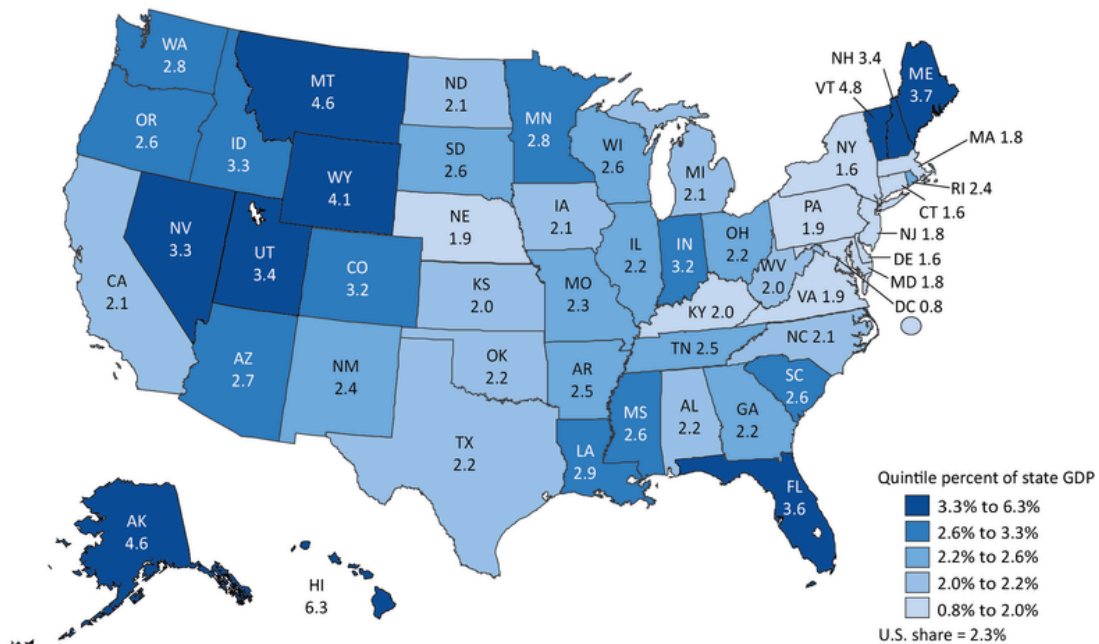 WA
2.8
MT
4.6
ND
2.1
MN
2.8
NH 3.4
VT 4.8
ME
3.7
OR
2.6
ID
3.3
WY
4.1
SD
2.6
WI
2.6
MI
2.1
NY
1.6
MA 1.8
RI 2.4
CT 1.6
NJ 1.8
DE 1.6
MD 1.8
DC 0.8
NV
3.3
UT
3.4
CO
3.2
NE
1.9
IA
2.1
IL
2.2
IN
3.2
OH
2.2
PA
1.9
WV
2.0
VA 1.9
CA
2.1
KS
2.0
MO
2.3
KY 2.0
AZ
2.7
NM
2.4
OK
2.2
AR
2.5
TN 2.5
NC 2.1
SC
2.6
TX
2.2
LA
2.9
MS
2.6
AL
2.2
GA
2.2
FL
3.6
AK
4.6
HI
6.3
Quintile percent of state GDP
3.3% to 6.3%
2.6% to 3.3%
2.2% to 2.6%
2.0% to 2.2%
0.8% to 2.0%
U.S. share = 2.3%